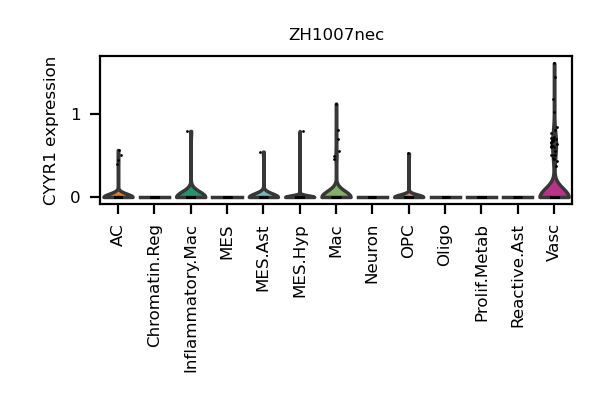 ZH1007nec
CYYR1 expression
1
0
AC
Chromatin.Reg
Inflammatory.Mac
MES
MES.Ast
MES.Hyp
Mac
Neuron
OPC
Oligo
Prolif.Metab
Reactive.Ast
Vasc